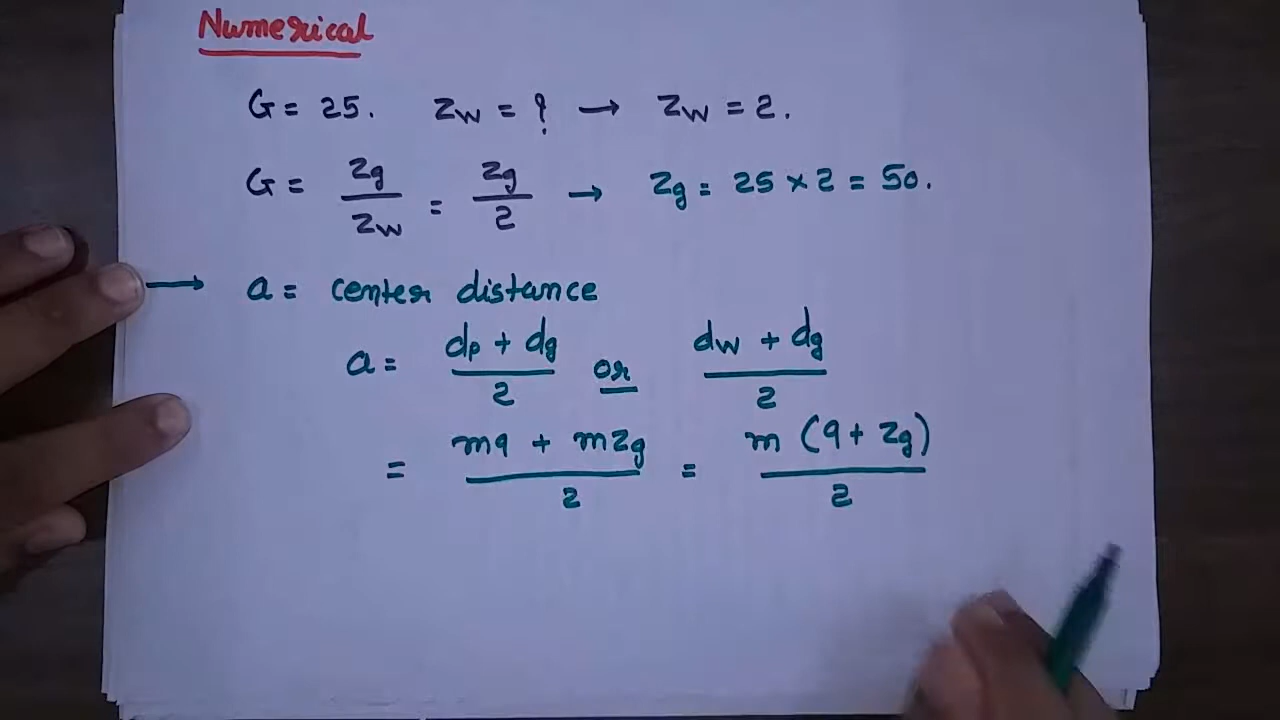 Numerical
G = 25. Zw = ? → Zw = 2.
G = Zg/Zw = Zg/2 → Zg = 25 × 2 = 50.
→ a = center distance
a = (dp + dg)/2 or (dw + dg)/2
= (mq + mzg)/2 = m (q + zg)/2